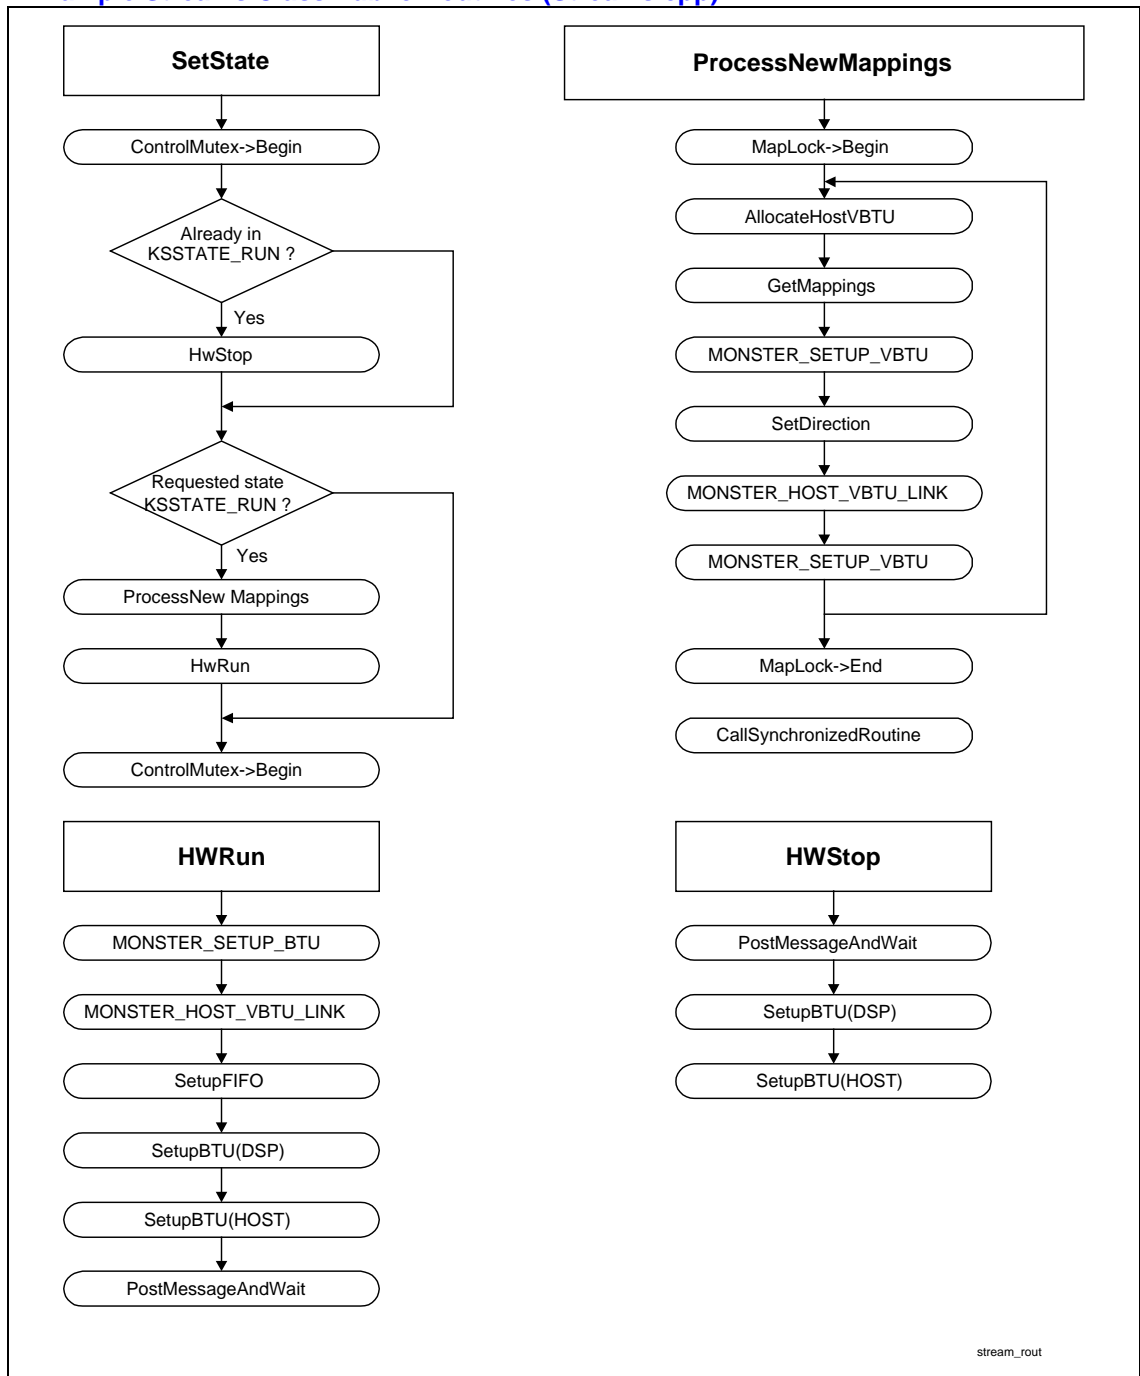 SetState
ControlMutex->Begin
Already in
KSSTATE_RUN ?
Yes
HwStop
Requested state
KSSTATE_RUN ?
Yes
ProcessNew Mappings
HwRun
ControlMutex->Begin
ProcessNewMappings
MapLock->Begin
AllocateHostVBTU
GetMappings
MONSTER_SETUP_VBTU
SetDirection
MONSTER_HOST_VBTU_LINK
MONSTER_SETUP_VBTU
MapLock->End
CallSynchronizedRoutine
HWRun
MONSTER_SETUP_BTU
MONSTER_HOST_VBTU_LINK
SetupFIFO
SetupBTU(DSP)
SetupBTU(HOST)
PostMessageAndWait
HWStop
PostMessageAndWait
SetupBTU(DSP)
SetupBTU(HOST)
stream_rout